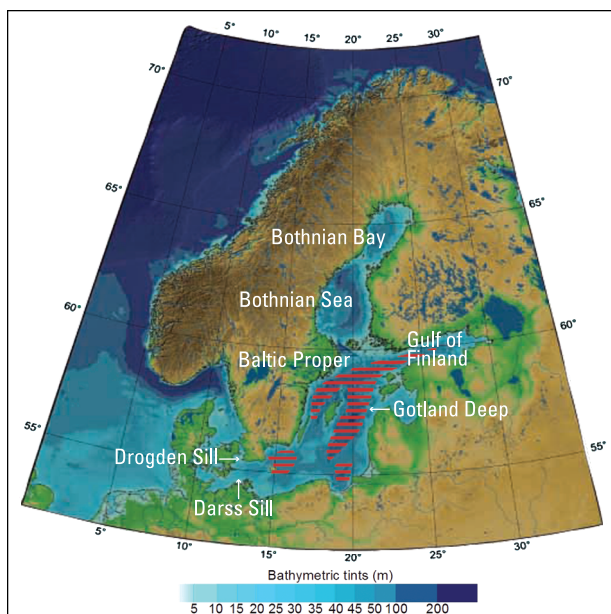 5° 10° 15° 20° 25° 30°
70° 70°
65° 65°
Bothnian Bay
Bothnian Sea
60° 60°
Gulf of
Baltic Proper Finland
Gotland Deep
55° 55°
Drogden Sill
Darss Sill
5° 10° 15° 20° 25° 30°
Bathymetric tints (m)
5 10 20 25 30 35 40 45 50 100 200